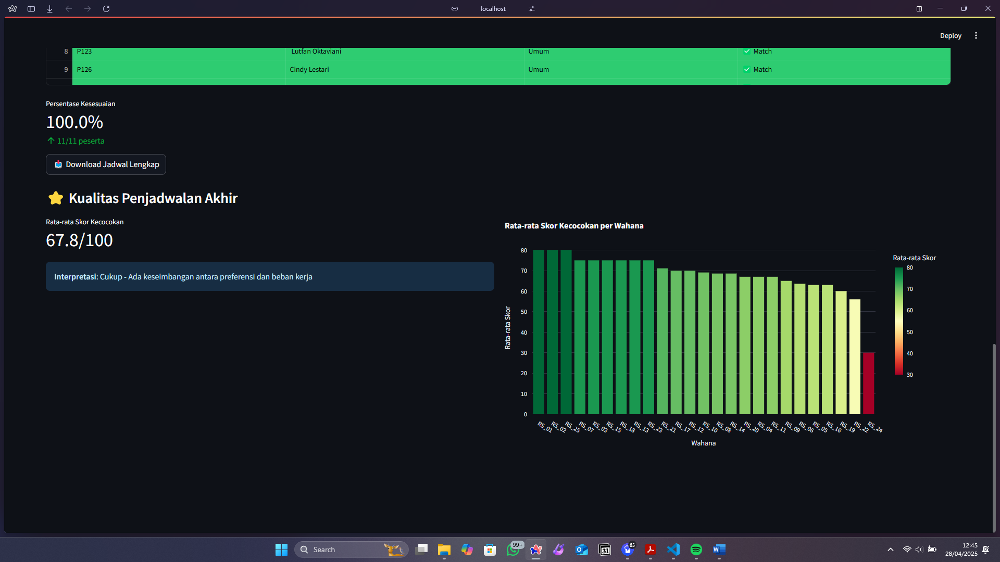 localhost
Deploy
8 P123 Lutfan Oktaviani Umum ✅ Match
9 P126 Cindy Lestari Umum ✅ Match
Persentase Kesesuaian
100.0%
↑ 11/11 peserta
Download Jadwal Lengkap
Kualitas Penjadwalan Akhir
Rata-rata Skor Kecocokan
67.8/100
Interpretasi: Cukup - Ada keseimbangan antara preferensi dan beban kerja
Rata-rata Skor Kecocokan per Wahana
Rata-rata Skor
80
70
60
50
40
30
20
10
0
RS_01 RS_02 RS_25 RS_07 RS_03 RS_15 RS_18 RS_13 RS_23 RS_21 RS_17 RS_12 RS_10 RS_08 RS_14 RS_20 RS_04 RS_11 RS_09 RS_06 RS_05 RS_16 RS_19 RS_22 RS_24
Wahana
Rata-rata Skor
80
70
60
50
40
30
Search
99+
31
65
12:45
28/04/2025